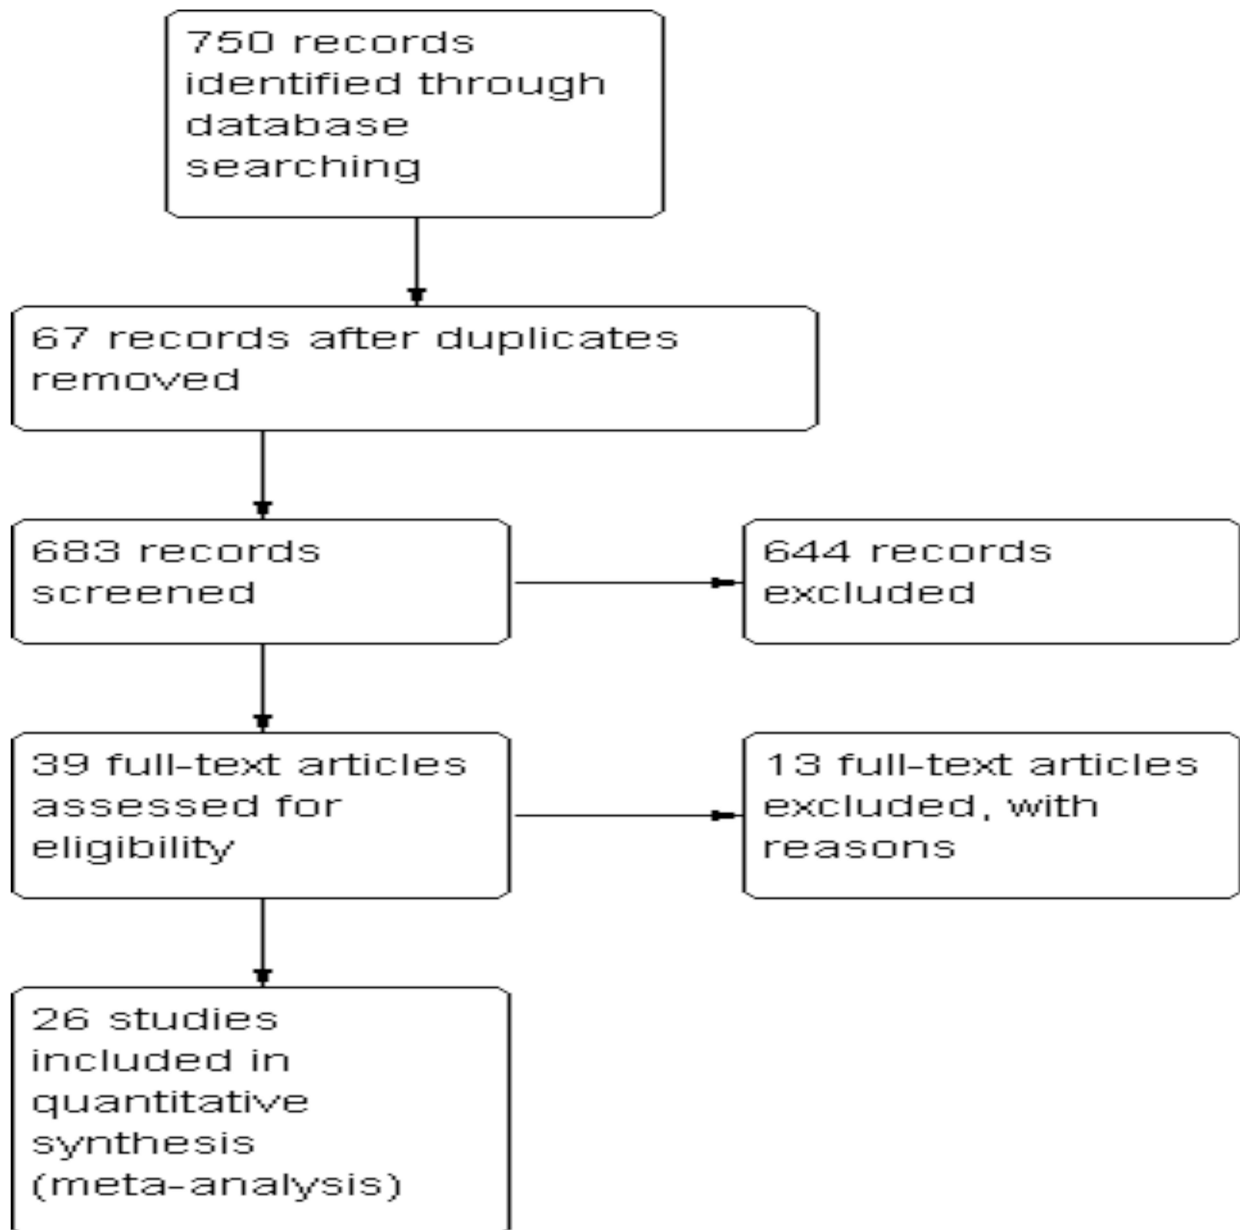 750 records
identified through
database
searching
67 records after duplicates
removed
683 records
screened
644 records
excluded
39 full-text articles
assessed for
eligibility
13 full-text articles
excluded, with
reasons
26 studies
included in
quantitative
synthesis
(meta-analysis)